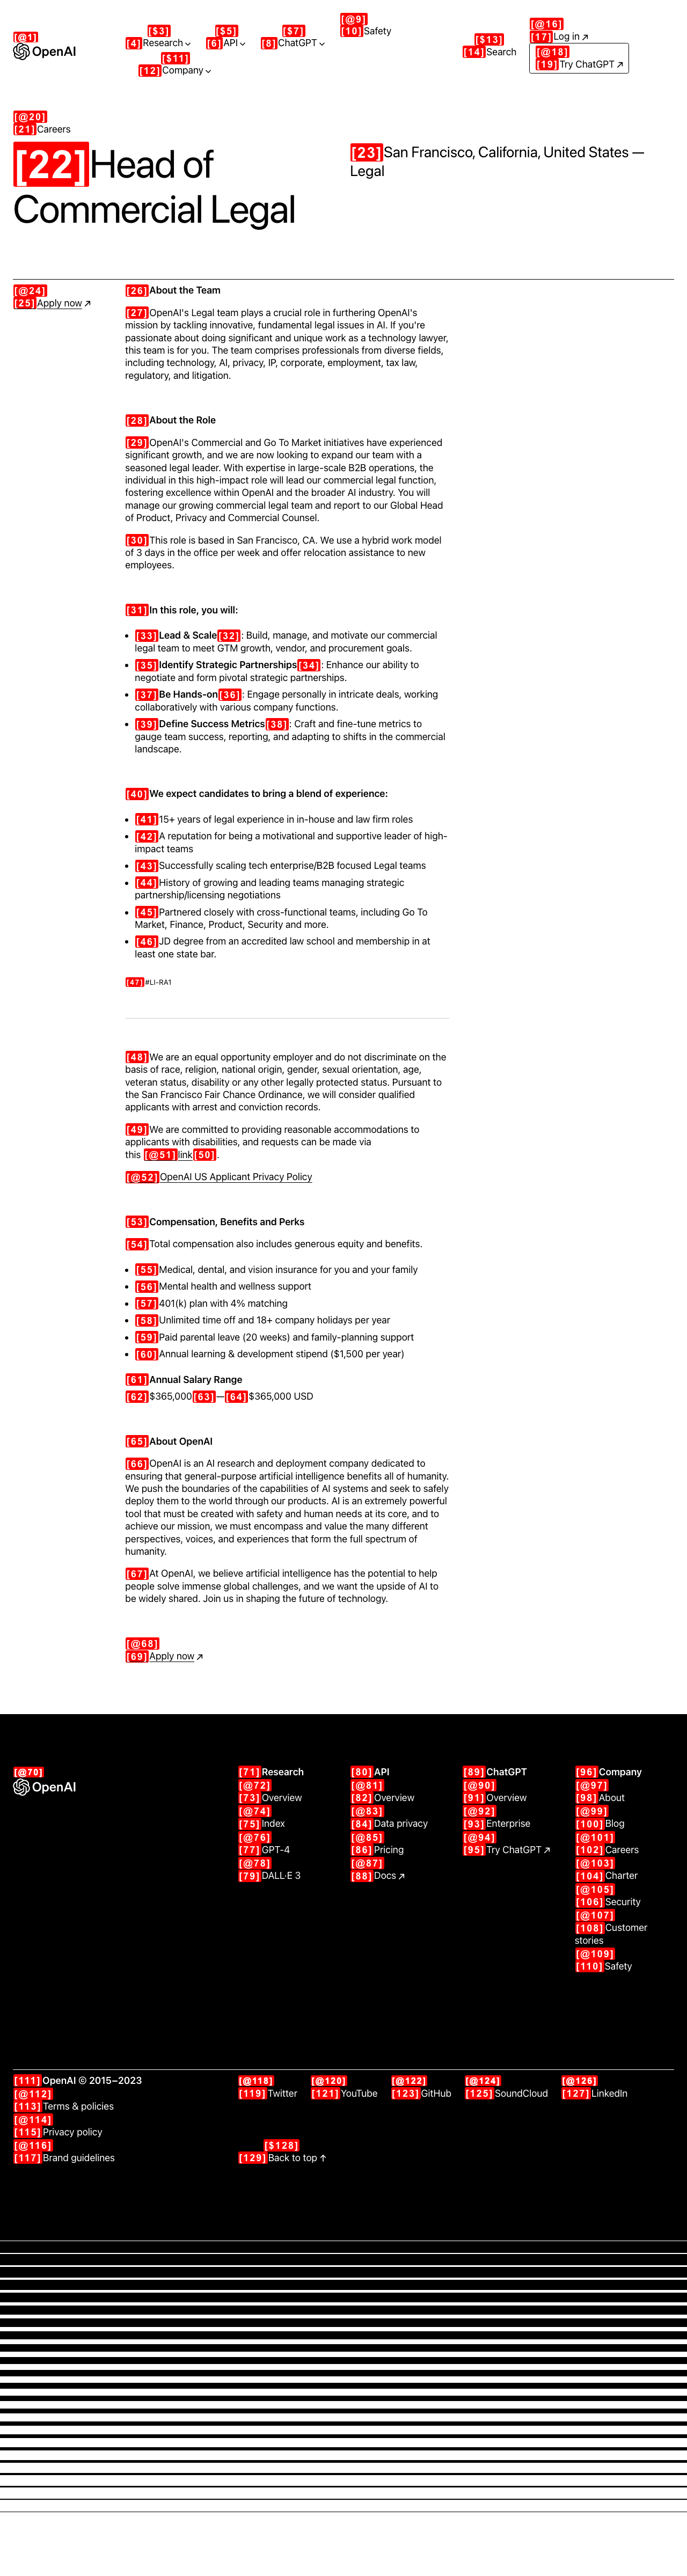 [@1]
OpenAI
[$3]
[4]Research
[$5]
[6]API
[$7]
[8]ChatGPT
[@9]
[10]Safety
[$11]
[12]Company
[$13]
[14]Search
[@16]
[17]Log in ↗
[@18]
[19]Try ChatGPT ↗
[@20]
[21]Careers
[22]Head of
Commercial Legal
[23]San Francisco, California, United States —
Legal
[@24]
[25]Apply now ↗
[26]About the Team
[27]OpenAI's Legal team plays a crucial role in furthering OpenAI's
mission by tackling innovative, fundamental legal issues in AI. If you're
passionate about doing significant and unique work as a technology lawyer,
this team is for you. The team comprises professionals from diverse fields,
including technology, AI, privacy, IP, corporate, employment, tax law,
regulatory, and litigation.
[28]About the Role
[29]OpenAI's Commercial and Go To Market initiatives have experienced
significant growth, and we are now looking to expand our team with a
seasoned legal leader. With expertise in large-scale B2B operations, the
individual in this high-impact role will lead our commercial legal function,
fostering excellence within OpenAI and the broader AI industry. You will
manage our growing commercial legal team and report to our Global Head
of Product, Privacy and Commercial Counsel.
[30]This role is based in San Francisco, CA. We use a hybrid work model
of 3 days in the office per week and offer relocation assistance to new
employees.
[31]In this role, you will:
• [33]Lead & Scale[32]: Build, manage, and motivate our commercial
legal team to meet GTM growth, vendor, and procurement goals.
• [35]Identify Strategic Partnerships[34]: Enhance our ability to
negotiate and form pivotal strategic partnerships.
• [37]Be Hands-on[36]: Engage personally in intricate deals, working
collaboratively with various company functions.
• [39]Define Success Metrics[38]: Craft and fine-tune metrics to
gauge team success, reporting, and adapting to shifts in the commercial
landscape.
[40]We expect candidates to bring a blend of experience:
• [41]15+ years of legal experience in in-house and law firm roles
• [42]A reputation for being a motivational and supportive leader of high-
impact teams
• [43]Successfully scaling tech enterprise/B2B focused Legal teams
• [44]History of growing and leading teams managing strategic
partnership/licensing negotiations
• [45]Partnered closely with cross-functional teams, including Go To
Market, Finance, Product, Security and more.
• [46]JD degree from an accredited law school and membership in at
least one state bar.
[47]#LI-RA1
[48]We are an equal opportunity employer and do not discriminate on the
basis of race, religion, national origin, gender, sexual orientation, age,
veteran status, disability or any other legally protected status. Pursuant to
the San Francisco Fair Chance Ordinance, we will consider qualified
applicants with arrest and conviction records.
[49]We are committed to providing reasonable accommodations to
applicants with disabilities, and requests can be made via
this [@51]link[50].
[@52]OpenAI US Applicant Privacy Policy
[53]Compensation, Benefits and Perks
[54]Total compensation also includes generous equity and benefits.
• [55]Medical, dental, and vision insurance for you and your family
• [56]Mental health and wellness support
• [57]401(k) plan with 4% matching
• [58]Unlimited time off and 18+ company holidays per year
• [59]Paid parental leave (20 weeks) and family-planning support
• [60]Annual learning & development stipend ($1,500 per year)
[61]Annual Salary Range
[62]$365,000[63]—[64]$365,000 USD
[65]About OpenAI
[66]OpenAI is an AI research and deployment company dedicated to
ensuring that general-purpose artificial intelligence benefits all of humanity.
We push the boundaries of the capabilities of AI systems and seek to safely
deploy them to the world through our products. AI is an extremely powerful
tool that must be created with safety and human needs at its core, and to
achieve our mission, we must encompass and value the many different
perspectives, voices, and experiences that form the full spectrum of
humanity.
[67]At OpenAI, we believe artificial intelligence has the potential to help
people solve immense global challenges, and we want the upside of AI to
be widely shared. Join us in shaping the future of technology.
[@68]
[69]Apply now ↗
[@70]
OpenAI
[71]Research
[@72]
[73]Overview
[@74]
[75]Index
[@76]
[77]GPT-4
[@78]
[79]DALL·E 3
[80]API
[@81]
[82]Overview
[@83]
[84]Data privacy
[@85]
[86]Pricing
[@87]
[88]Docs ↗
[89]ChatGPT
[@90]
[91]Overview
[@92]
[93]Enterprise
[@94]
[95]Try ChatGPT ↗
[96]Company
[@97]
[98]About
[@99]
[100]Blog
[@101]
[102]Careers
[@103]
[104]Charter
[@105]
[106]Security
[@107]
[108]Customer
stories
[@109]
[110]Safety
[111]OpenAI © 2015–2023
[@112]
[113]Terms & policies
[@114]
[115]Privacy policy
[@116]
[117]Brand guidelines
[@118]
[119]Twitter
[@120]
[121]YouTube
[@122]
[123]GitHub
[@124]
[125]SoundCloud
[@126]
[127]LinkedIn
[$128]
[129]Back to top ↑